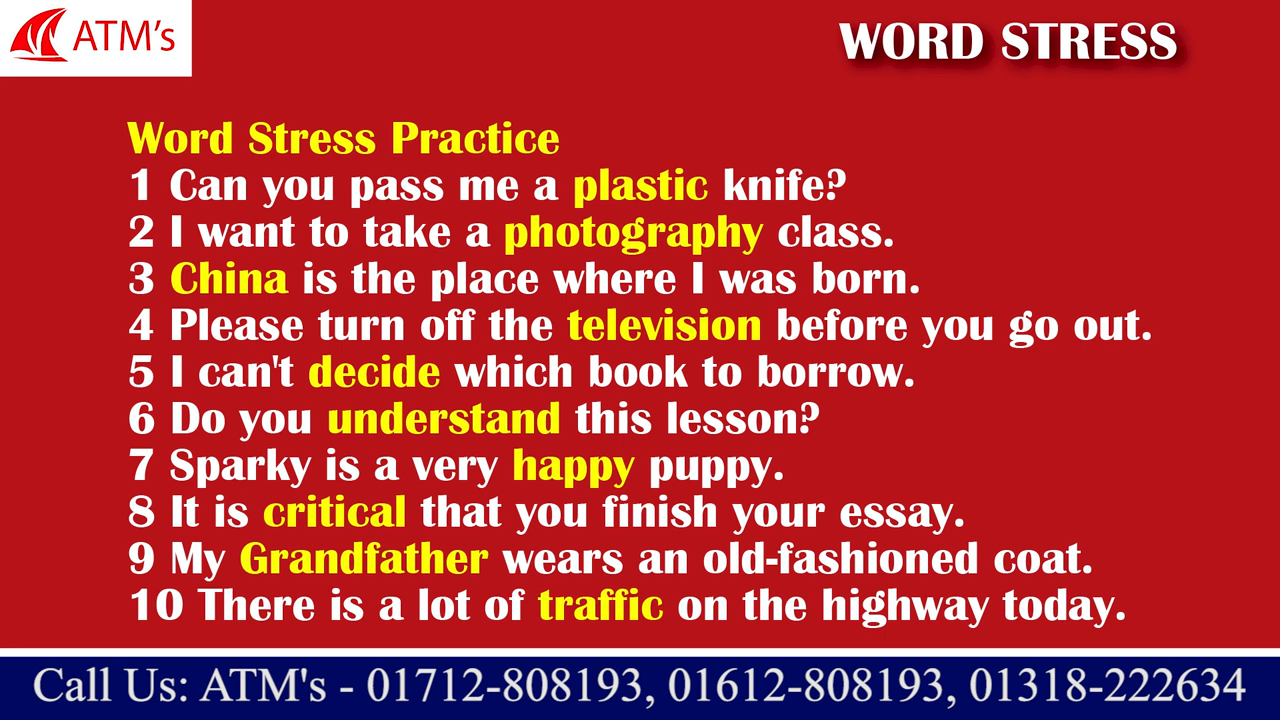 ATM's
WORD STRESS
Word Stress Practice
1 Can you pass me a plastic knife?
2 I want to take a photography class.
3 China is the place where I was born.
4 Please turn off the television before you go out.
5 I can't decide which book to borrow.
6 Do you understand this lesson?
7 Sparky is a very happy puppy.
8 It is critical that you finish your essay.
9 My Grandfather wears an old-fashioned coat.
10 There is a lot of traffic on the highway today.
Call Us: ATM's - 01712-808193, 01612-808193, 01318-222634